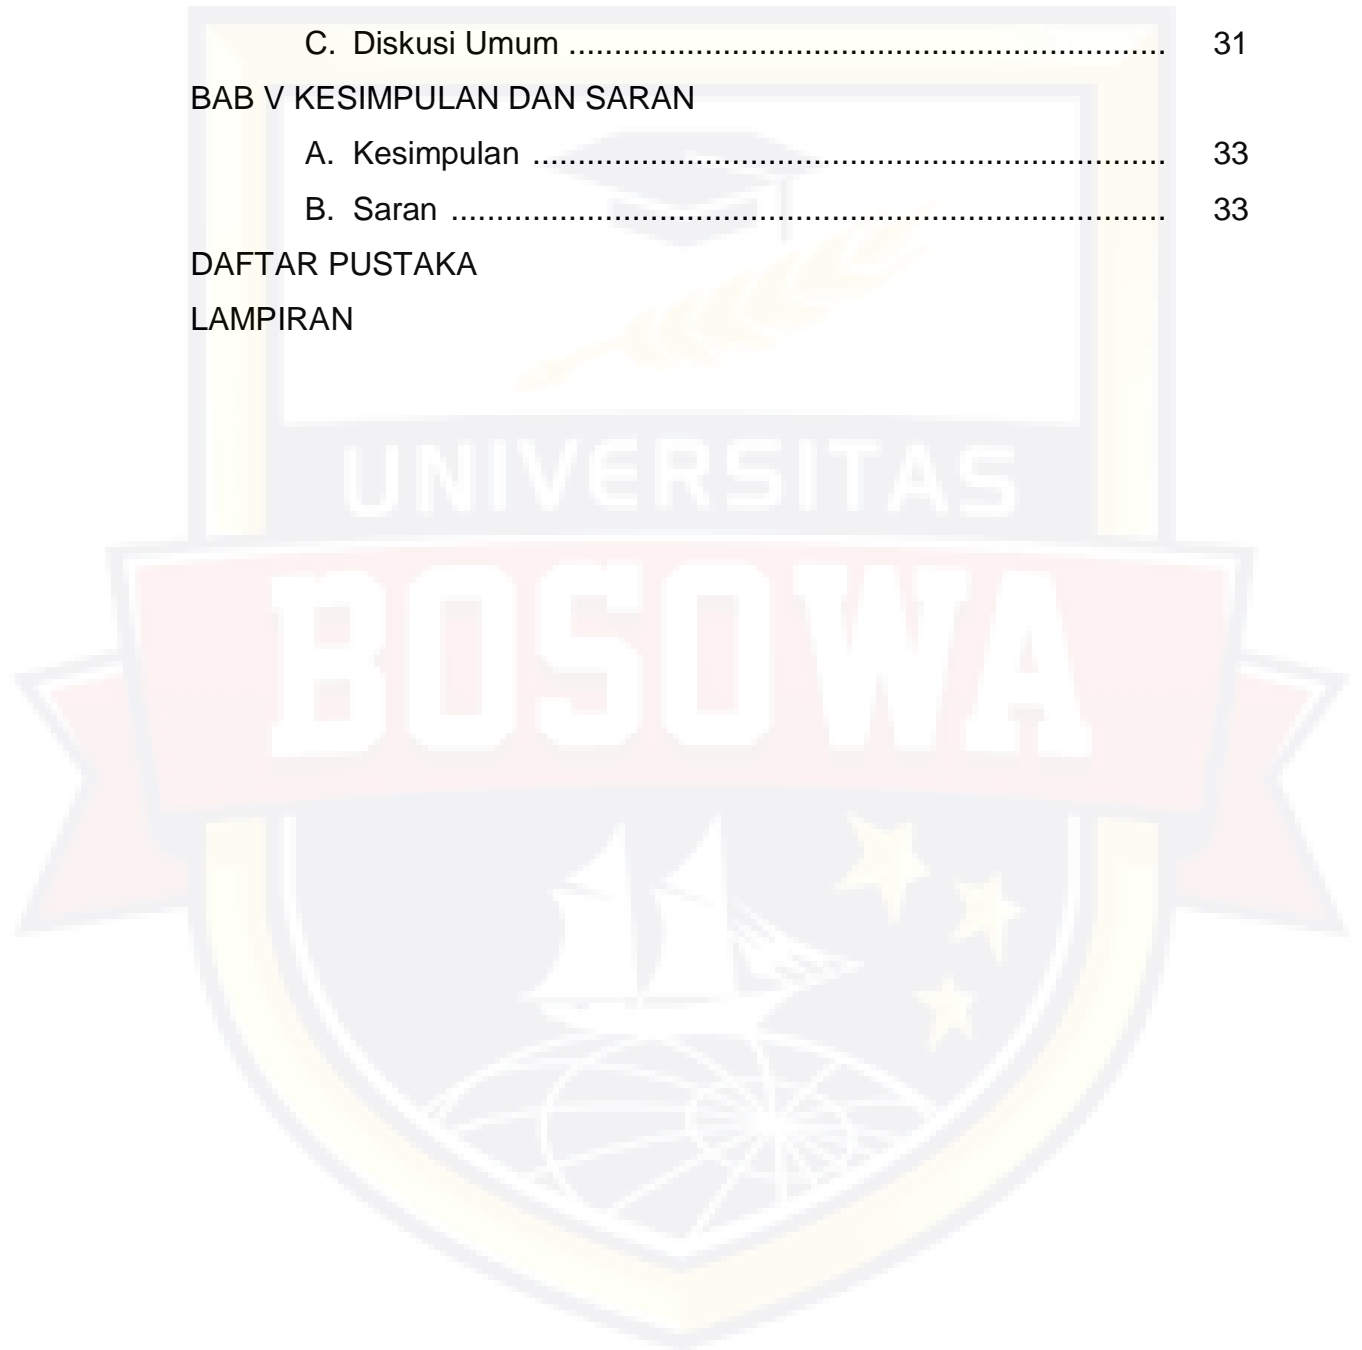 C. Diskusi Umum .................................................................. 31
BAB V KESIMPULAN DAN SARAN
A. Kesimpulan ...................................................................... 33
B. Saran ............................................................................... 33
DAFTAR PUSTAKA
LAMPIRAN
UNIVERSITAS
BOSOWA